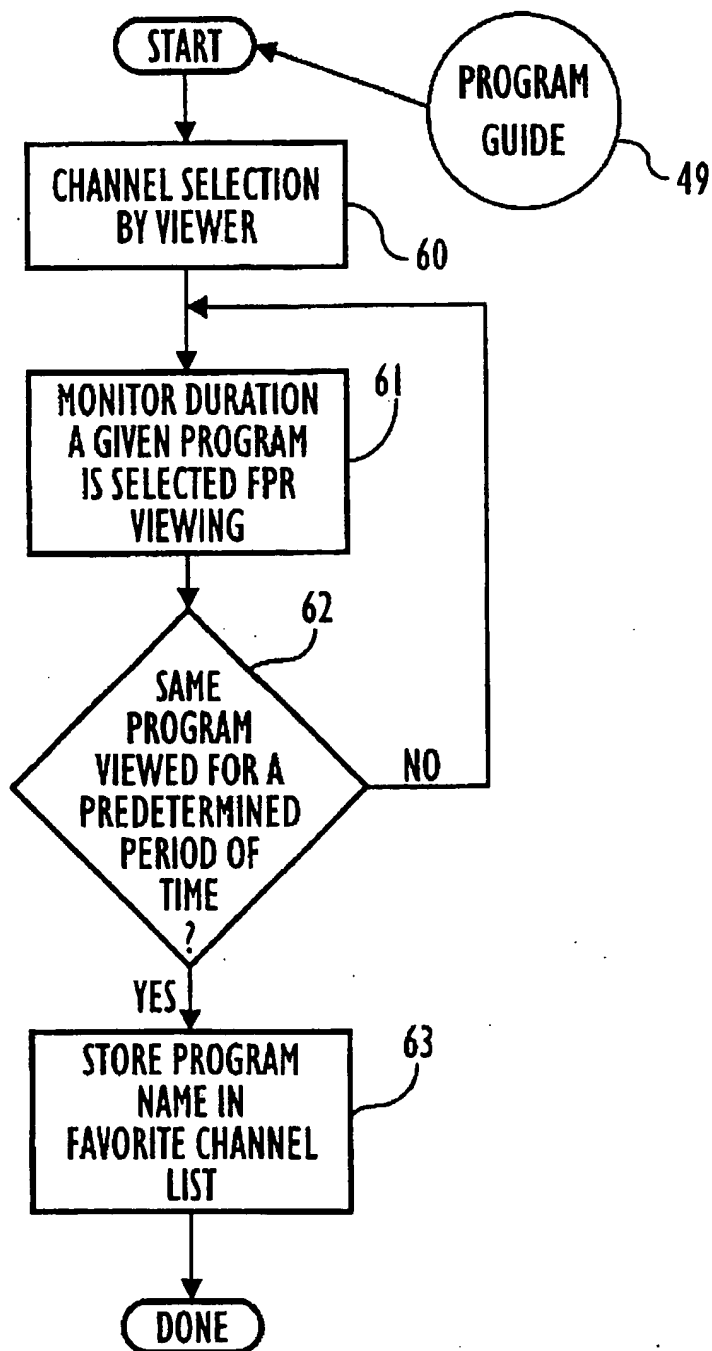 START
PROGRAM
GUIDE
49
CHANNEL SELECTION
BY VIEWER
60
MONITOR DURATION
A GIVEN PROGRAM
IS SELECTED FPR
VIEWING
61
62
SAME
PROGRAM
VIEWED FOR A
PREDETERMINED
PERIOD OF
TIME
?
NO
YES
STORE PROGRAM
NAME IN
FAVORITE CHANNEL
LIST
63
DONE